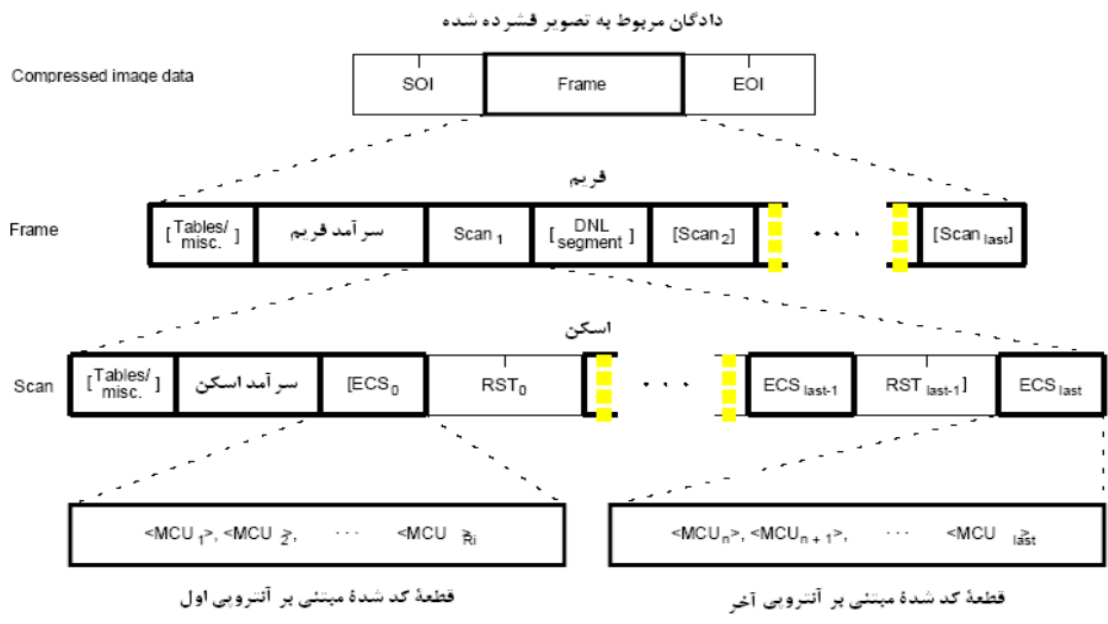 دادگان مربوط به تصویر فشرده شده
Compressed image data
SOI Frame EOI
فریم
Frame
[Tables/misc.] سرآمد فریم Scan1 [DNL segment] [Scan2] . . . [Scanlast]
اسکن
Scan
[Tables/misc.] سرآمد اسکن [ECS0 RST0 . . . ECSlast-1 RSTlast-1] ECSlast
<MCU1>, <MCU2>, . . . <MCURi>
<MCUn>, <MCUn + 1>, . . . <MCUlast>
قطعهٔ کد شدهٔ مبتنی بر آنتروپی اول
قطعهٔ کد شدهٔ مبتنی بر آنتروپی آخر